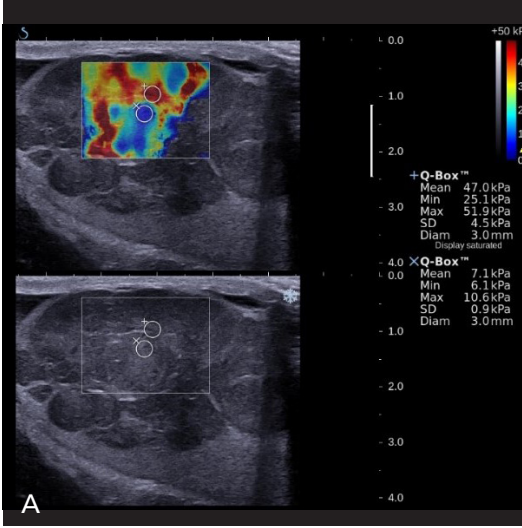 +50 kPa
0.0
1.0
2.0
3.0
4.0
+Q-Box™
Mean 47.0kPa
Min 25.1kPa
Max 51.9kPa
SD 4.5kPa
Diam 3.0mm
Display saturated
×Q-Box™
Mean 7.1kPa
Min 6.1kPa
Max 10.6kPa
SD 0.9kPa
Diam 3.0mm
0.0
1.0
2.0
3.0
4.0
A